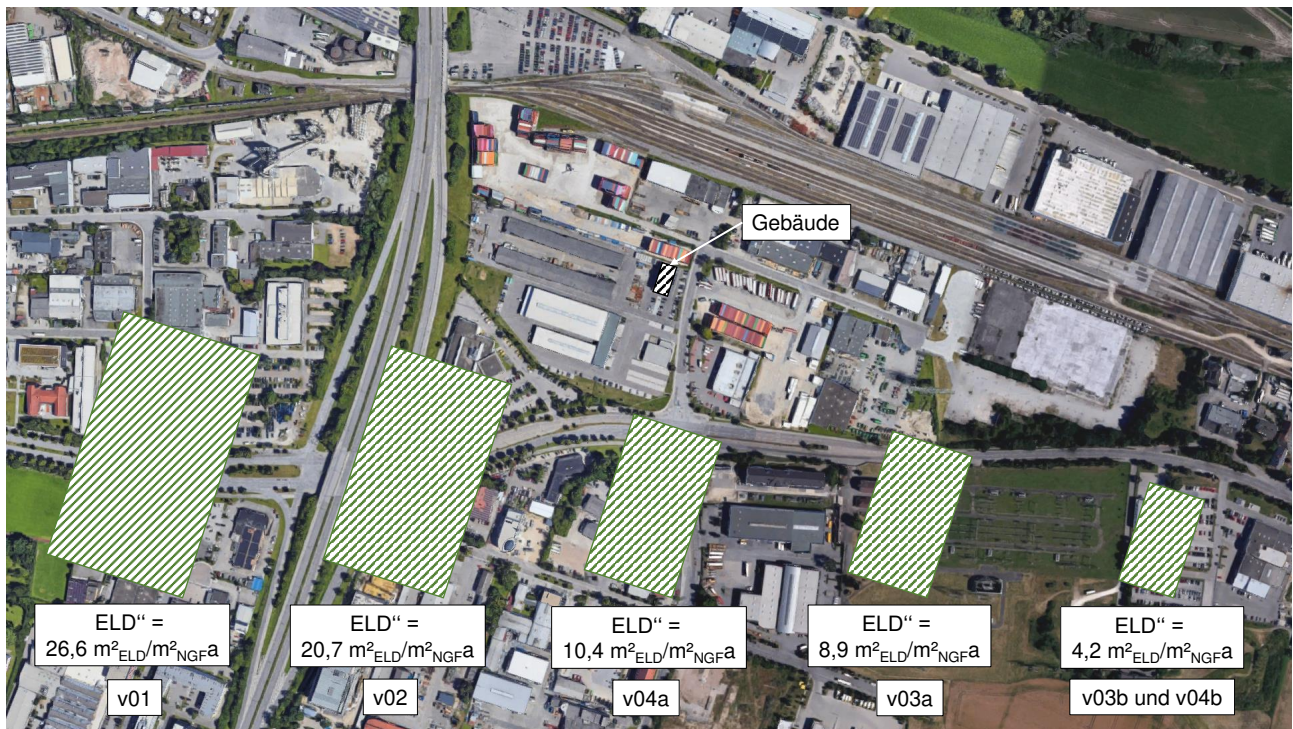 Gebäude
ELD“ =
26,6 m²ELD/m²NGFa
v01
ELD“ =
20,7 m²ELD/m²NGFa
v02
ELD“ =
10,4 m²ELD/m²NGFa
v04a
ELD“ =
8,9 m²ELD/m²NGFa
v03a
ELD“ =
4,2 m²ELD/m²NGFa
v03b und v04b